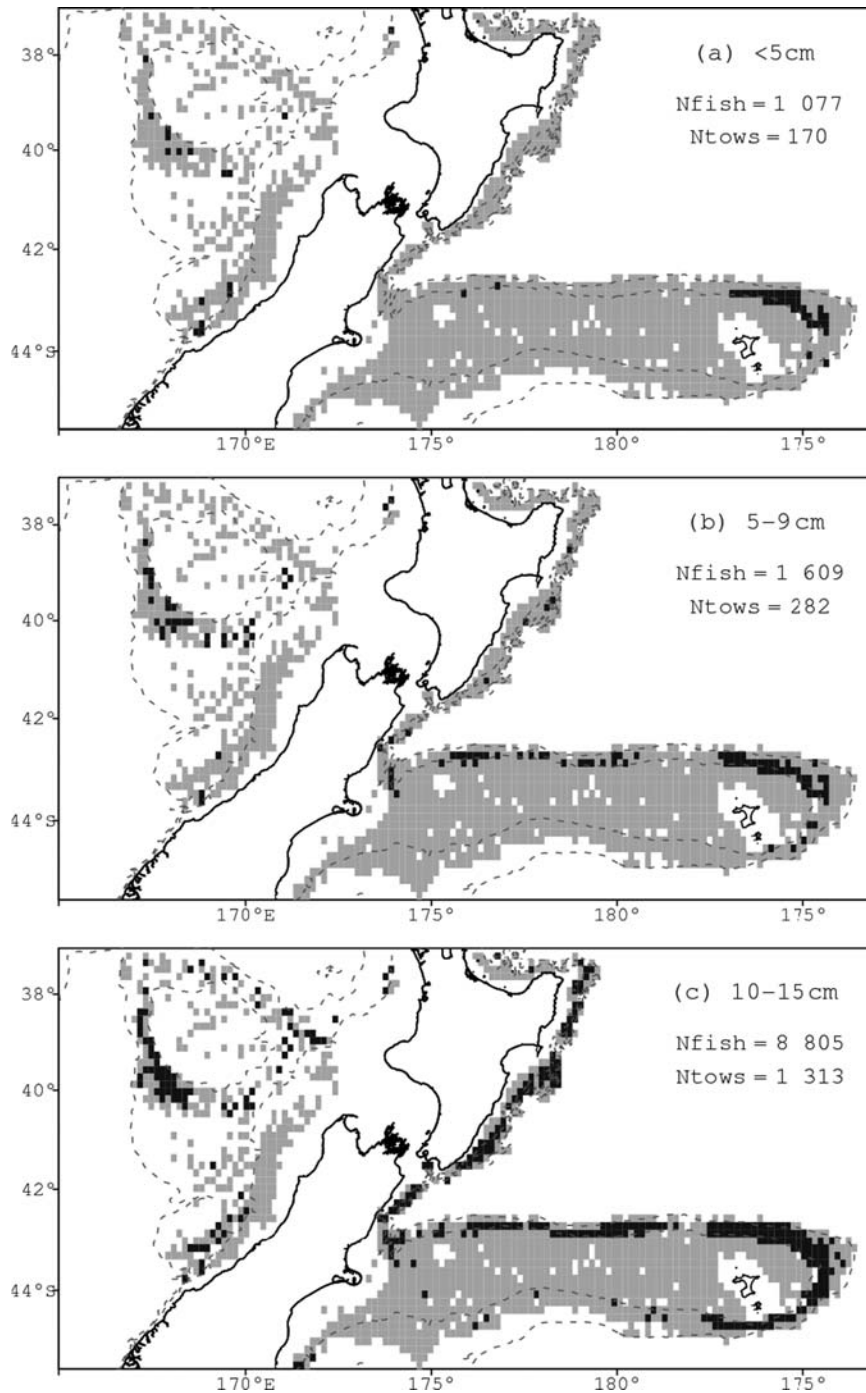 (a) <5cm
Nfish = 1 077
Ntows = 170
38°
40°
42°
44°S
170°E
175°
180°
175°
(b) 5–9cm
Nfish = 1 609
Ntows = 282
38°
40°
42°
44°S
170°E
175°
180°
175°
(c) 10–15cm
Nfish = 8 805
Ntows = 1 313
38°
40°
42°
44°S
170°E
175°
180°
175°